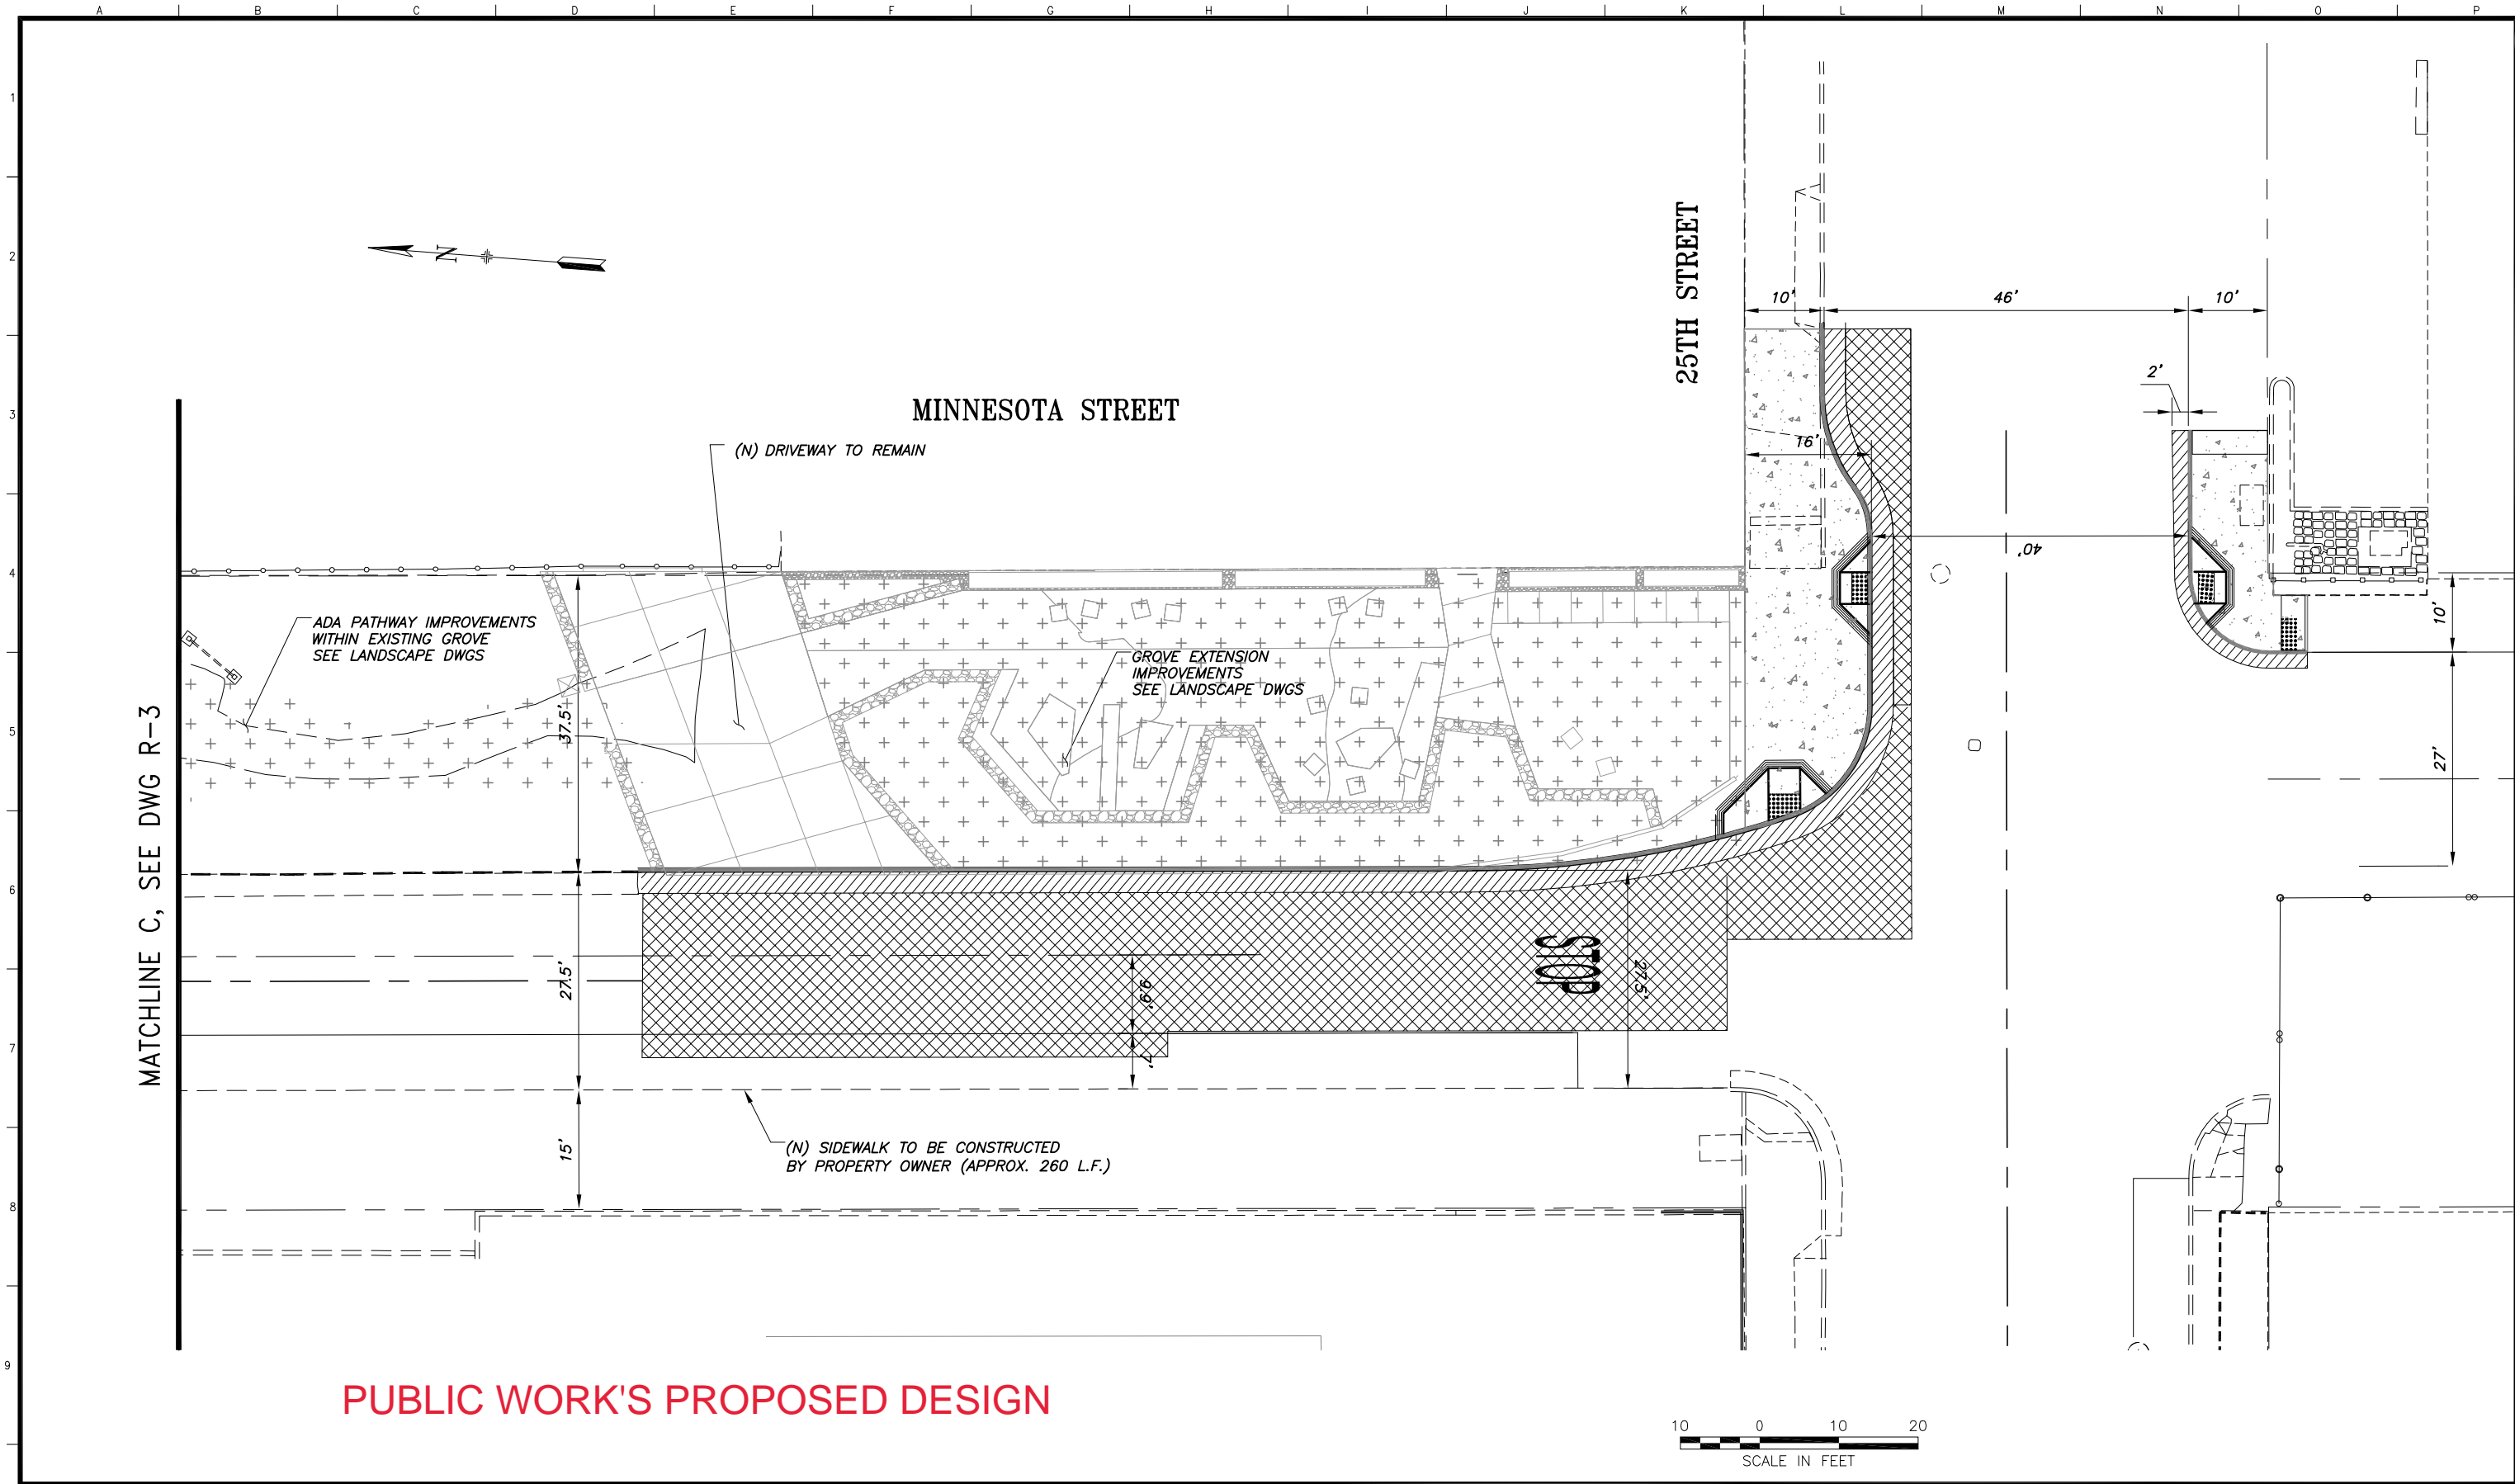 A B C D E F G H I J K L M N O P
1
2
3
4
5
6
7
8
9
N
25TH STREET
10'
46'
10'
2'
MINNESOTA STREET
(N) DRIVEWAY TO REMAIN
16'
40'
10'
ADA PATHWAY IMPROVEMENTS
WITHIN EXISTING GROVE
SEE LANDSCAPE DWGS
GROVE EXTENSION
IMPROVEMENTS
SEE LANDSCAPE DWGS
37.5'
27'
MATCHLINE C, SEE DWG R-3
STOP
27.5'
9.9'
27.5'
7'
15'
(N) SIDEWALK TO BE CONSTRUCTED
BY PROPERTY OWNER (APPROX. 260 L.F.)
PUBLIC WORK'S PROPOSED DESIGN
10 0 10 20
SCALE IN FEET